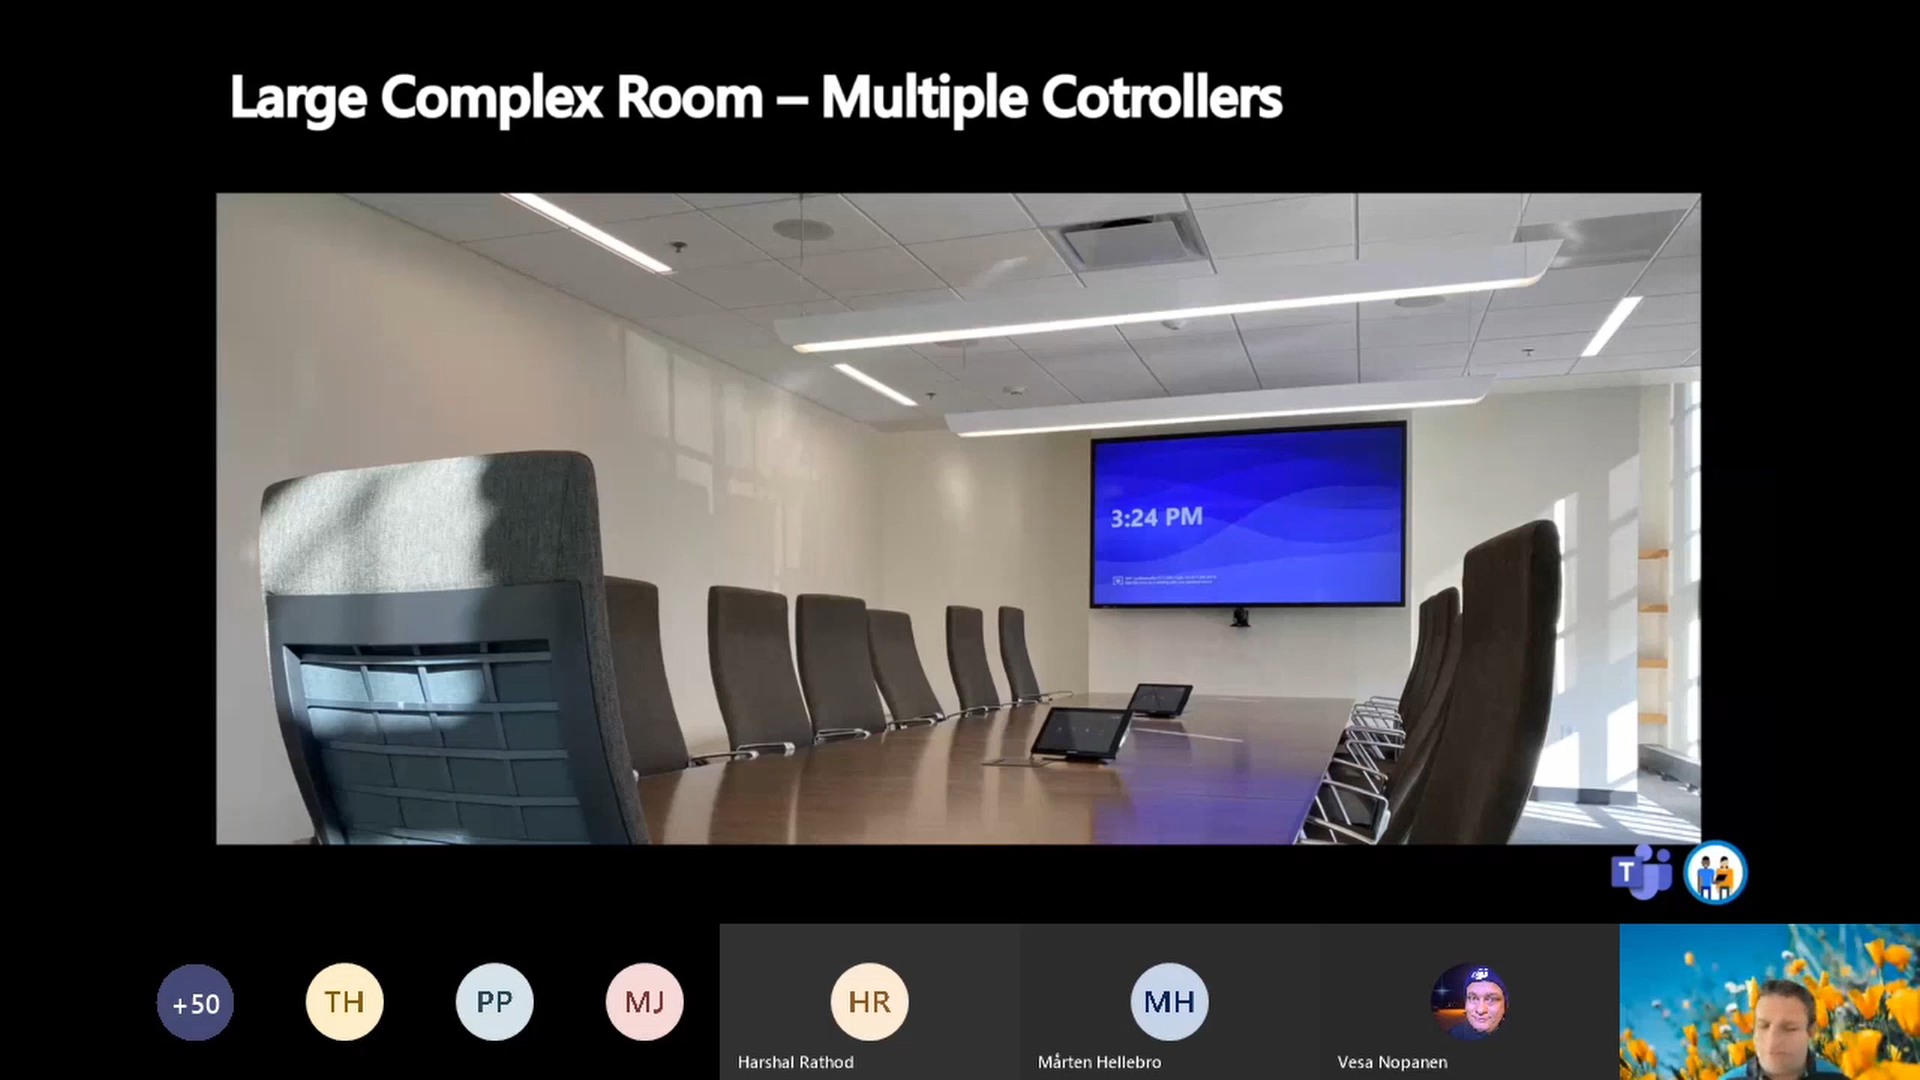 Large Complex Room – Multiple Cotrollers
3:24 PM
T
+50
TH
PP
MJ
HR
MH
Harshal Rathod
Mårten Hellebro
Vesa Nopanen